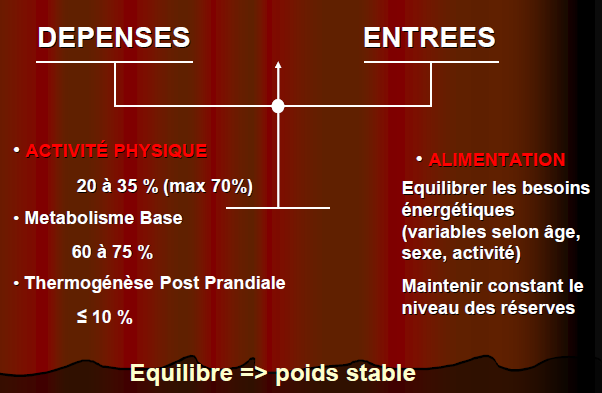 DEPENSES
• ACTIVITÉ PHYSIQUE
20 à 35 % (max 70%)
• Metabolisme Base
60 à 75 %
• Thermogénèse Post Prandiale
≤ 10 %
ENTREES
• ALIMENTATION
Equilibrer les besoins
énergétiques
(variables selon âge,
sexe, activité)
Maintenir constant le
niveau des réserves
Equilibre => poids stable